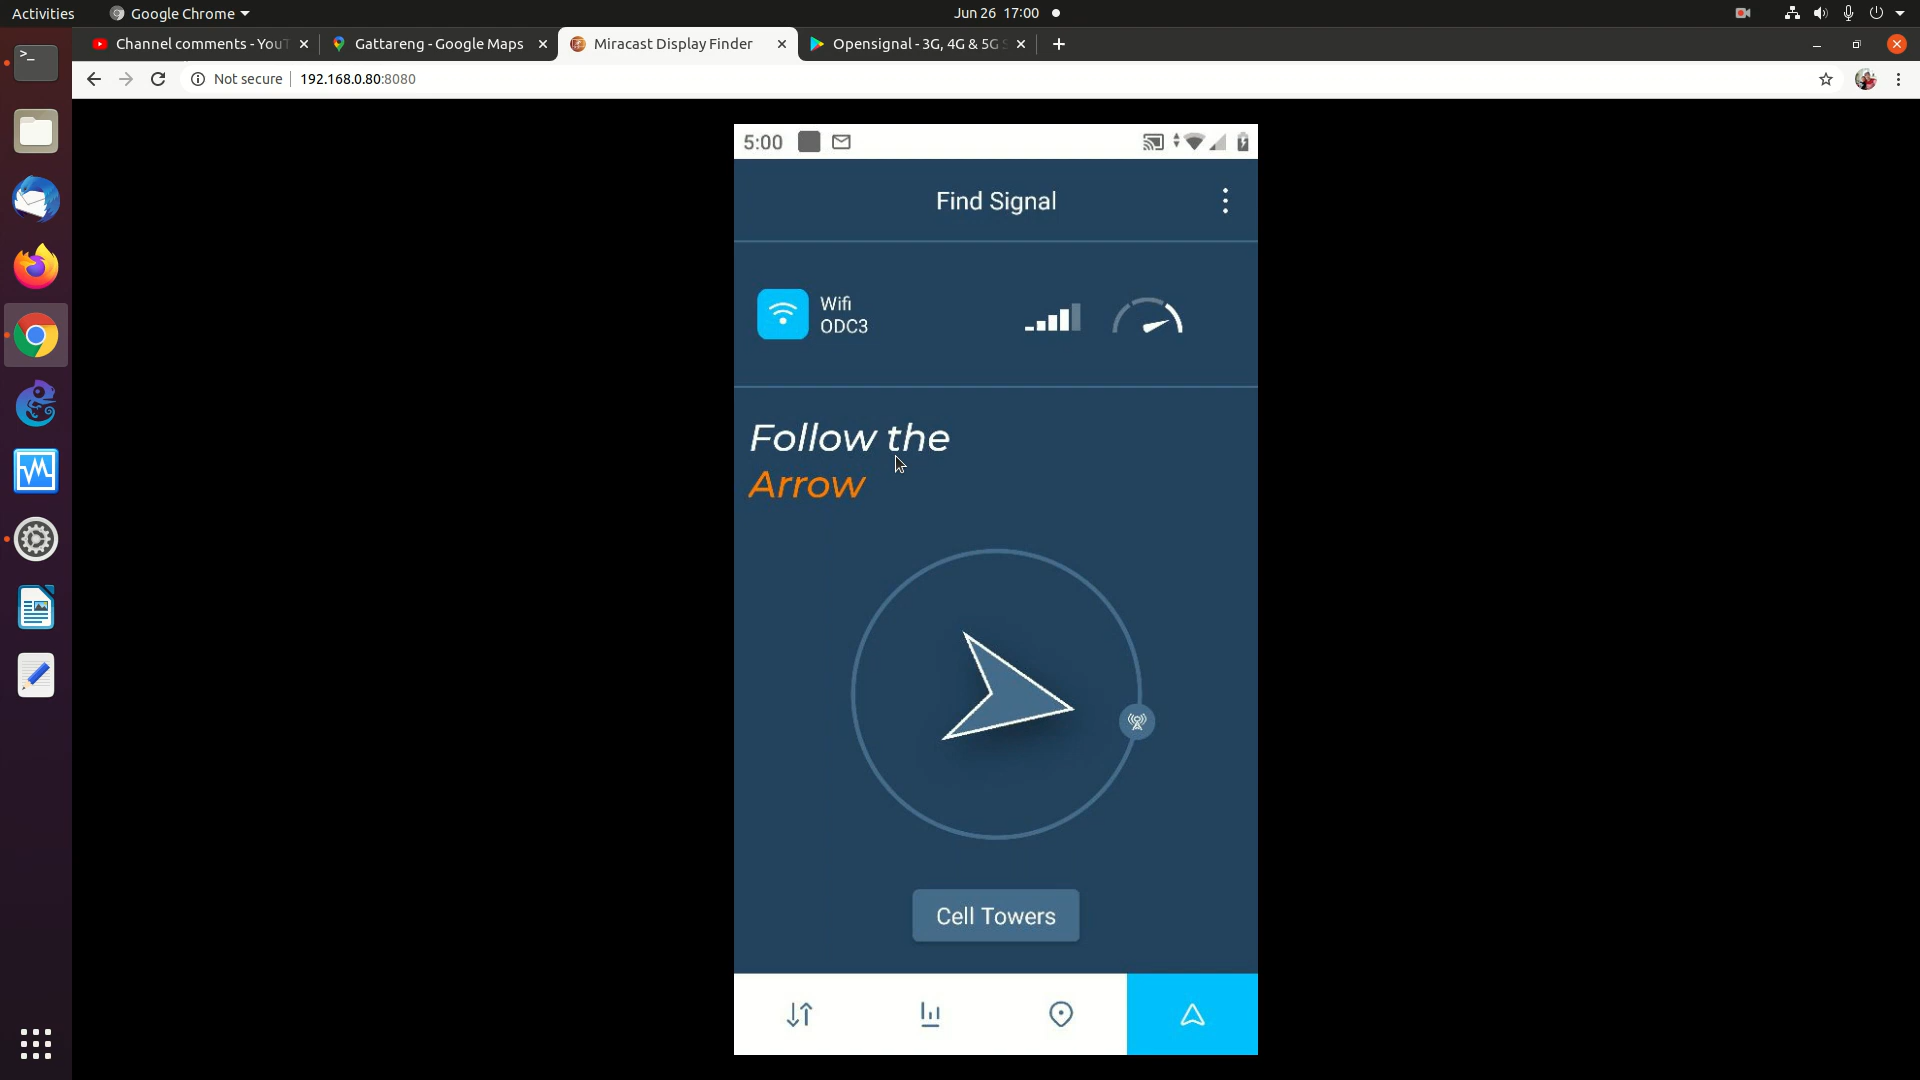 Activities
Google Chrome
Jun 26 17:00
Channel comments - YouT
Gattareng - Google Maps
Miracast Display Finder
Opensignal - 3G, 4G & 5G S
Not secure
192.168.0.80:8080
5:00
Find Signal
Wifi
ODC3
Follow the
Arrow
Cell Towers